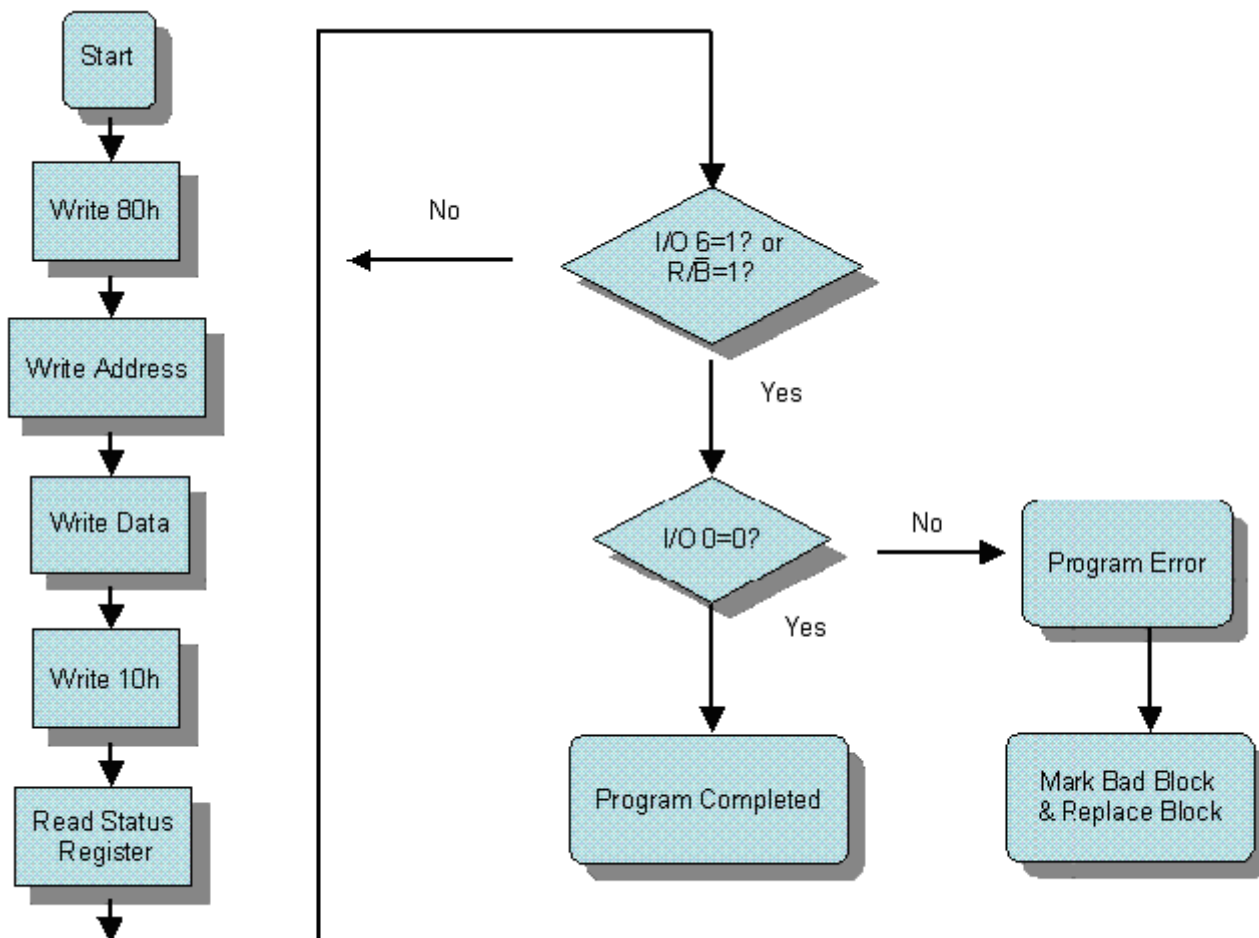 Start
Write 80h
Write Address
Write Data
Write 10h
Read Status
Register
No
I/O 6=1? or
R/B̅=1?
Yes
I/O 0=0?
No
Program Error
Yes
Program Completed
Mark Bad Block
& Replace Block